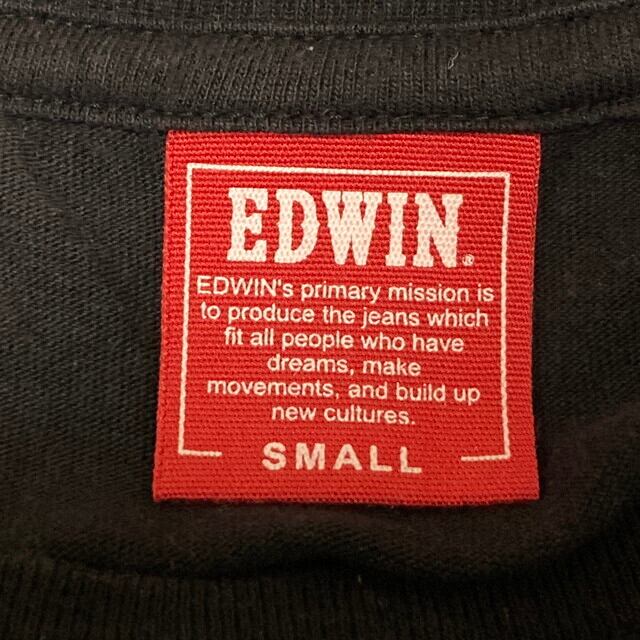 EDWIN®
EDWIN's primary mission is
to produce the jeans which
fit all people who have
dreams, make
movements, and build up
new cultures.
SMALL